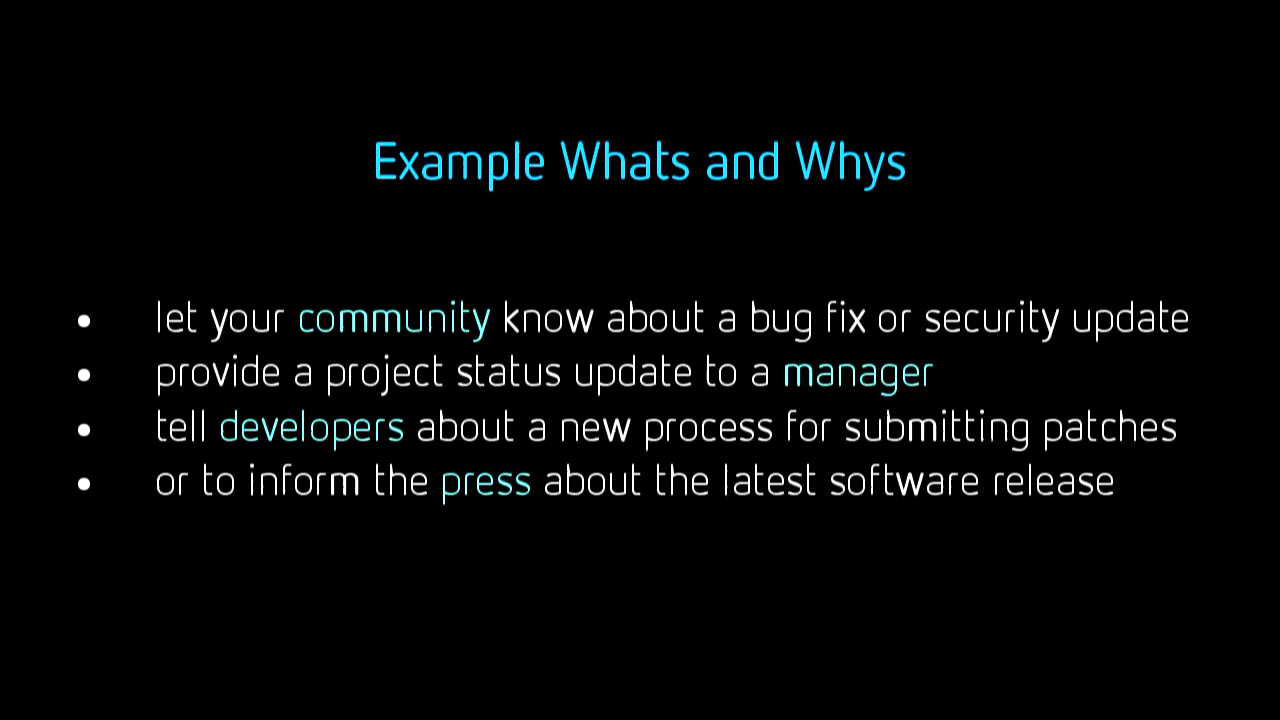 Example Whats and Whys
• let your community know about a bug fix or security update
• provide a project status update to a manager
• tell developers about a new process for submitting patches
• or to inform the press about the latest software release